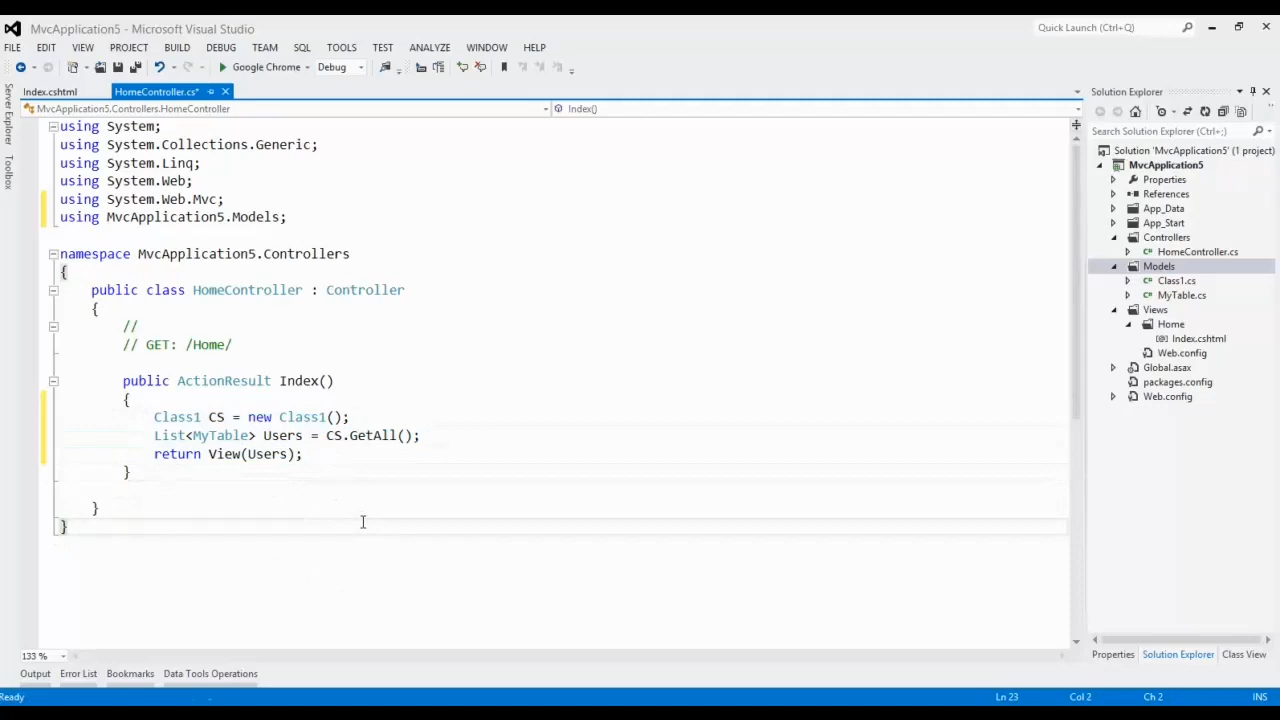 MvcApplication5 - Microsoft Visual Studio
Quick Launch (Ctrl+Q)
FILE EDIT VIEW PROJECT BUILD DEBUG TEAM SQL TOOLS TEST ANALYZE WINDOW HELP
Google Chrome Debug
Index.cshtml HomeController.cs*
MvcApplication5.Controllers.HomeController Index()
Server Explorer
Toolbox
using System;
using System.Collections.Generic;
using System.Linq;
using System.Web;
using System.Web.Mvc;
using MvcApplication5.Models;
namespace MvcApplication5.Controllers
{
public class HomeController : Controller
{
//
// GET: /Home/
public ActionResult Index()
{
Class1 CS = new Class1();
List<MyTable> Users = CS.GetAll();
return View(Users);
}
}
}
133 %
Solution Explorer
Search Solution Explorer (Ctrl+;)
Solution 'MvcApplication5' (1 project)
MvcApplication5
Properties
References
App_Data
App_Start
Controllers
HomeController.cs
Models
Class1.cs
MyTable.cs
Views
Home
Index.cshtml
Web.config
Global.asax
packages.config
Web.config
Properties Solution Explorer Class View
Output Error List Bookmarks Data Tools Operations
Ready Ln 23 Col 2 Ch 2 INS